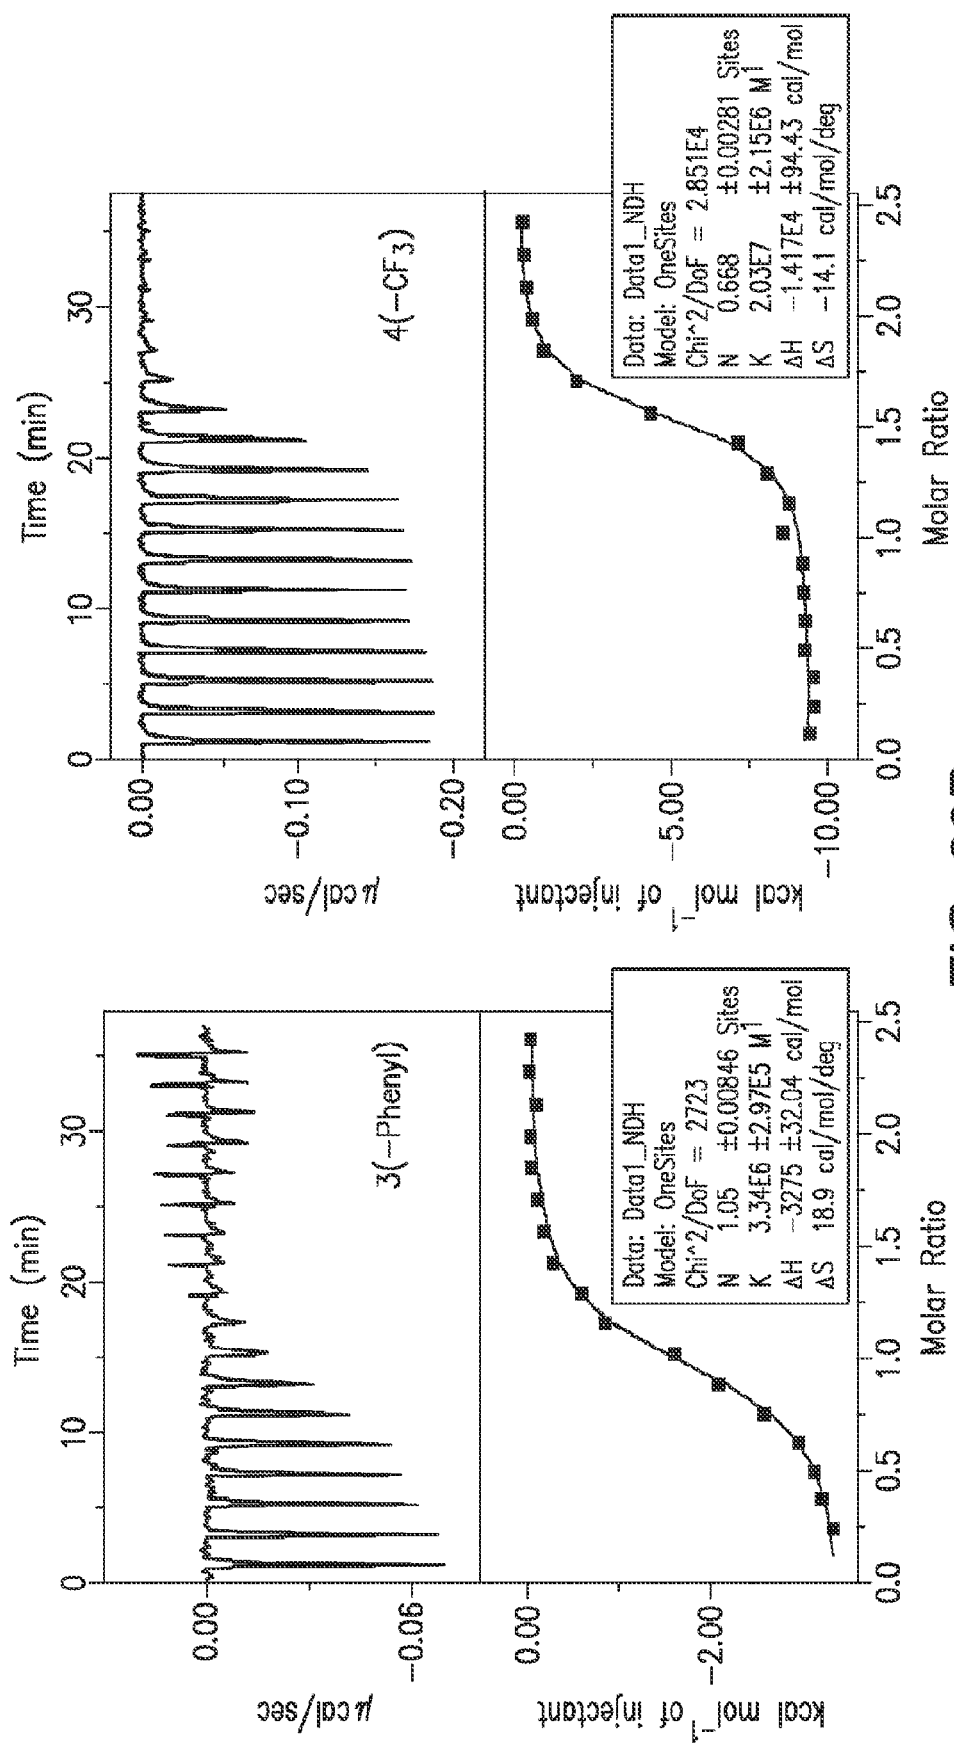 Time (min)
0 10 20 30
0.00
-0.06
μcal/sec
3(-Phenyl)
0.00
-2.00
kcal mol⁻¹ of injectant
Data: Data1_NDH
Model: OneSites
Chi^2/DoF = 2723
N 1.05 ±0.00846 Sites
K 3.34E6 ±2.97E5 M¹
ΔH -3275 ±32.04 cal/mol
ΔS 18.9 cal/mol/deg
0.0 0.5 1.0 1.5 2.0 2.5
Molar Ratio
Time (min)
0 10 20 30
0.00
-0.10
-0.20
μcal/sec
4(-CF₃)
0.00
-5.00
-10.00
kcal mol⁻¹ of injectant
Data: Data1_NDH
Model: OneSites
Chi^2/DoF = 2.851E4
N 0.668 ±0.00281 Sites
K 2.03E7 ±2.15E6 M¹
ΔH -1.417E4 ±94.43 cal/mol
ΔS -14.1 cal/mol/deg
0.0 0.5 1.0 1.5 2.0 2.5
Molar Ratio